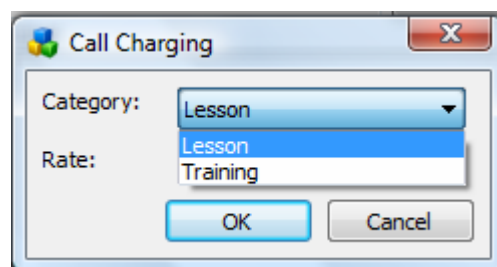 Call Charging
Category:
Lesson
Lesson
Rate:
Training
OK
Cancel